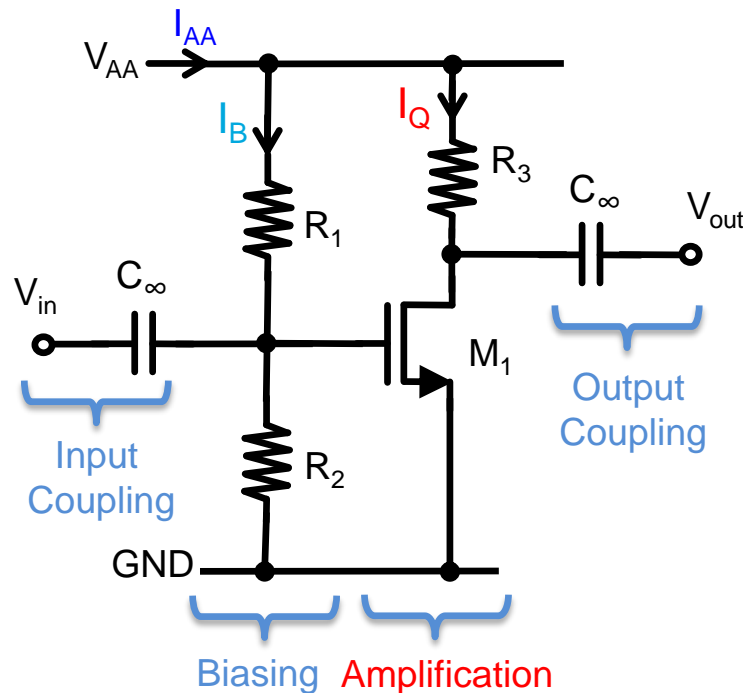 I_AA
V_AA
I_B
I_Q
R_3
R_1
C_∞
V_out
C_∞
V_in
M_1
Output
Coupling
Input
Coupling
R_2
GND
Biasing
Amplification